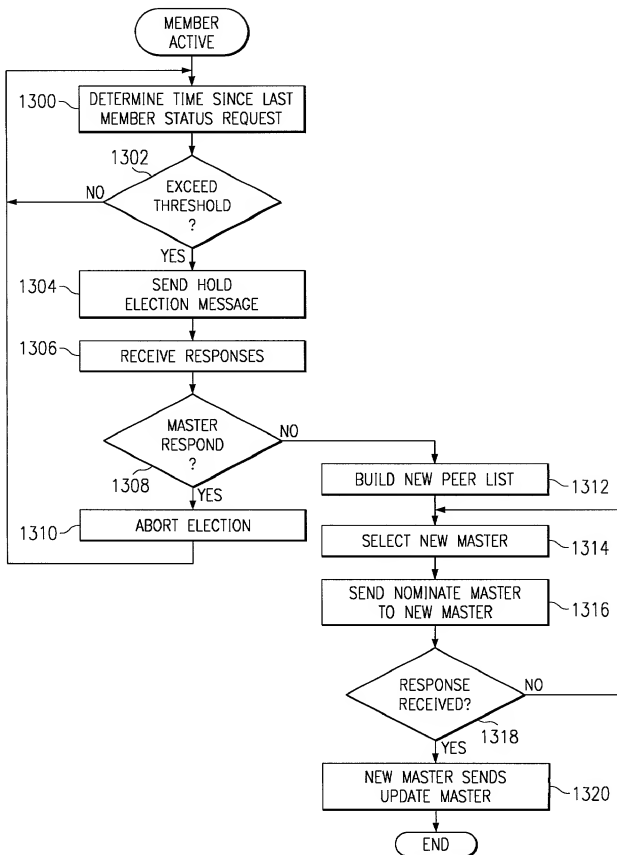 MEMBER
ACTIVE
1300
DETERMINE TIME SINCE LAST
MEMBER STATUS REQUEST
1302
EXCEED
THRESHOLD
?
NO
YES
1304
SEND HOLD
ELECTION MESSAGE
1306
RECEIVE RESPONSES
MASTER
RESPOND
?
NO
1308
YES
1310
ABORT ELECTION
BUILD NEW PEER LIST
1312
SELECT NEW MASTER
1314
SEND NOMINATE MASTER
TO NEW MASTER
1316
RESPONSE
RECEIVED?
NO
1318
YES
NEW MASTER SENDS
UPDATE MASTER
1320
END